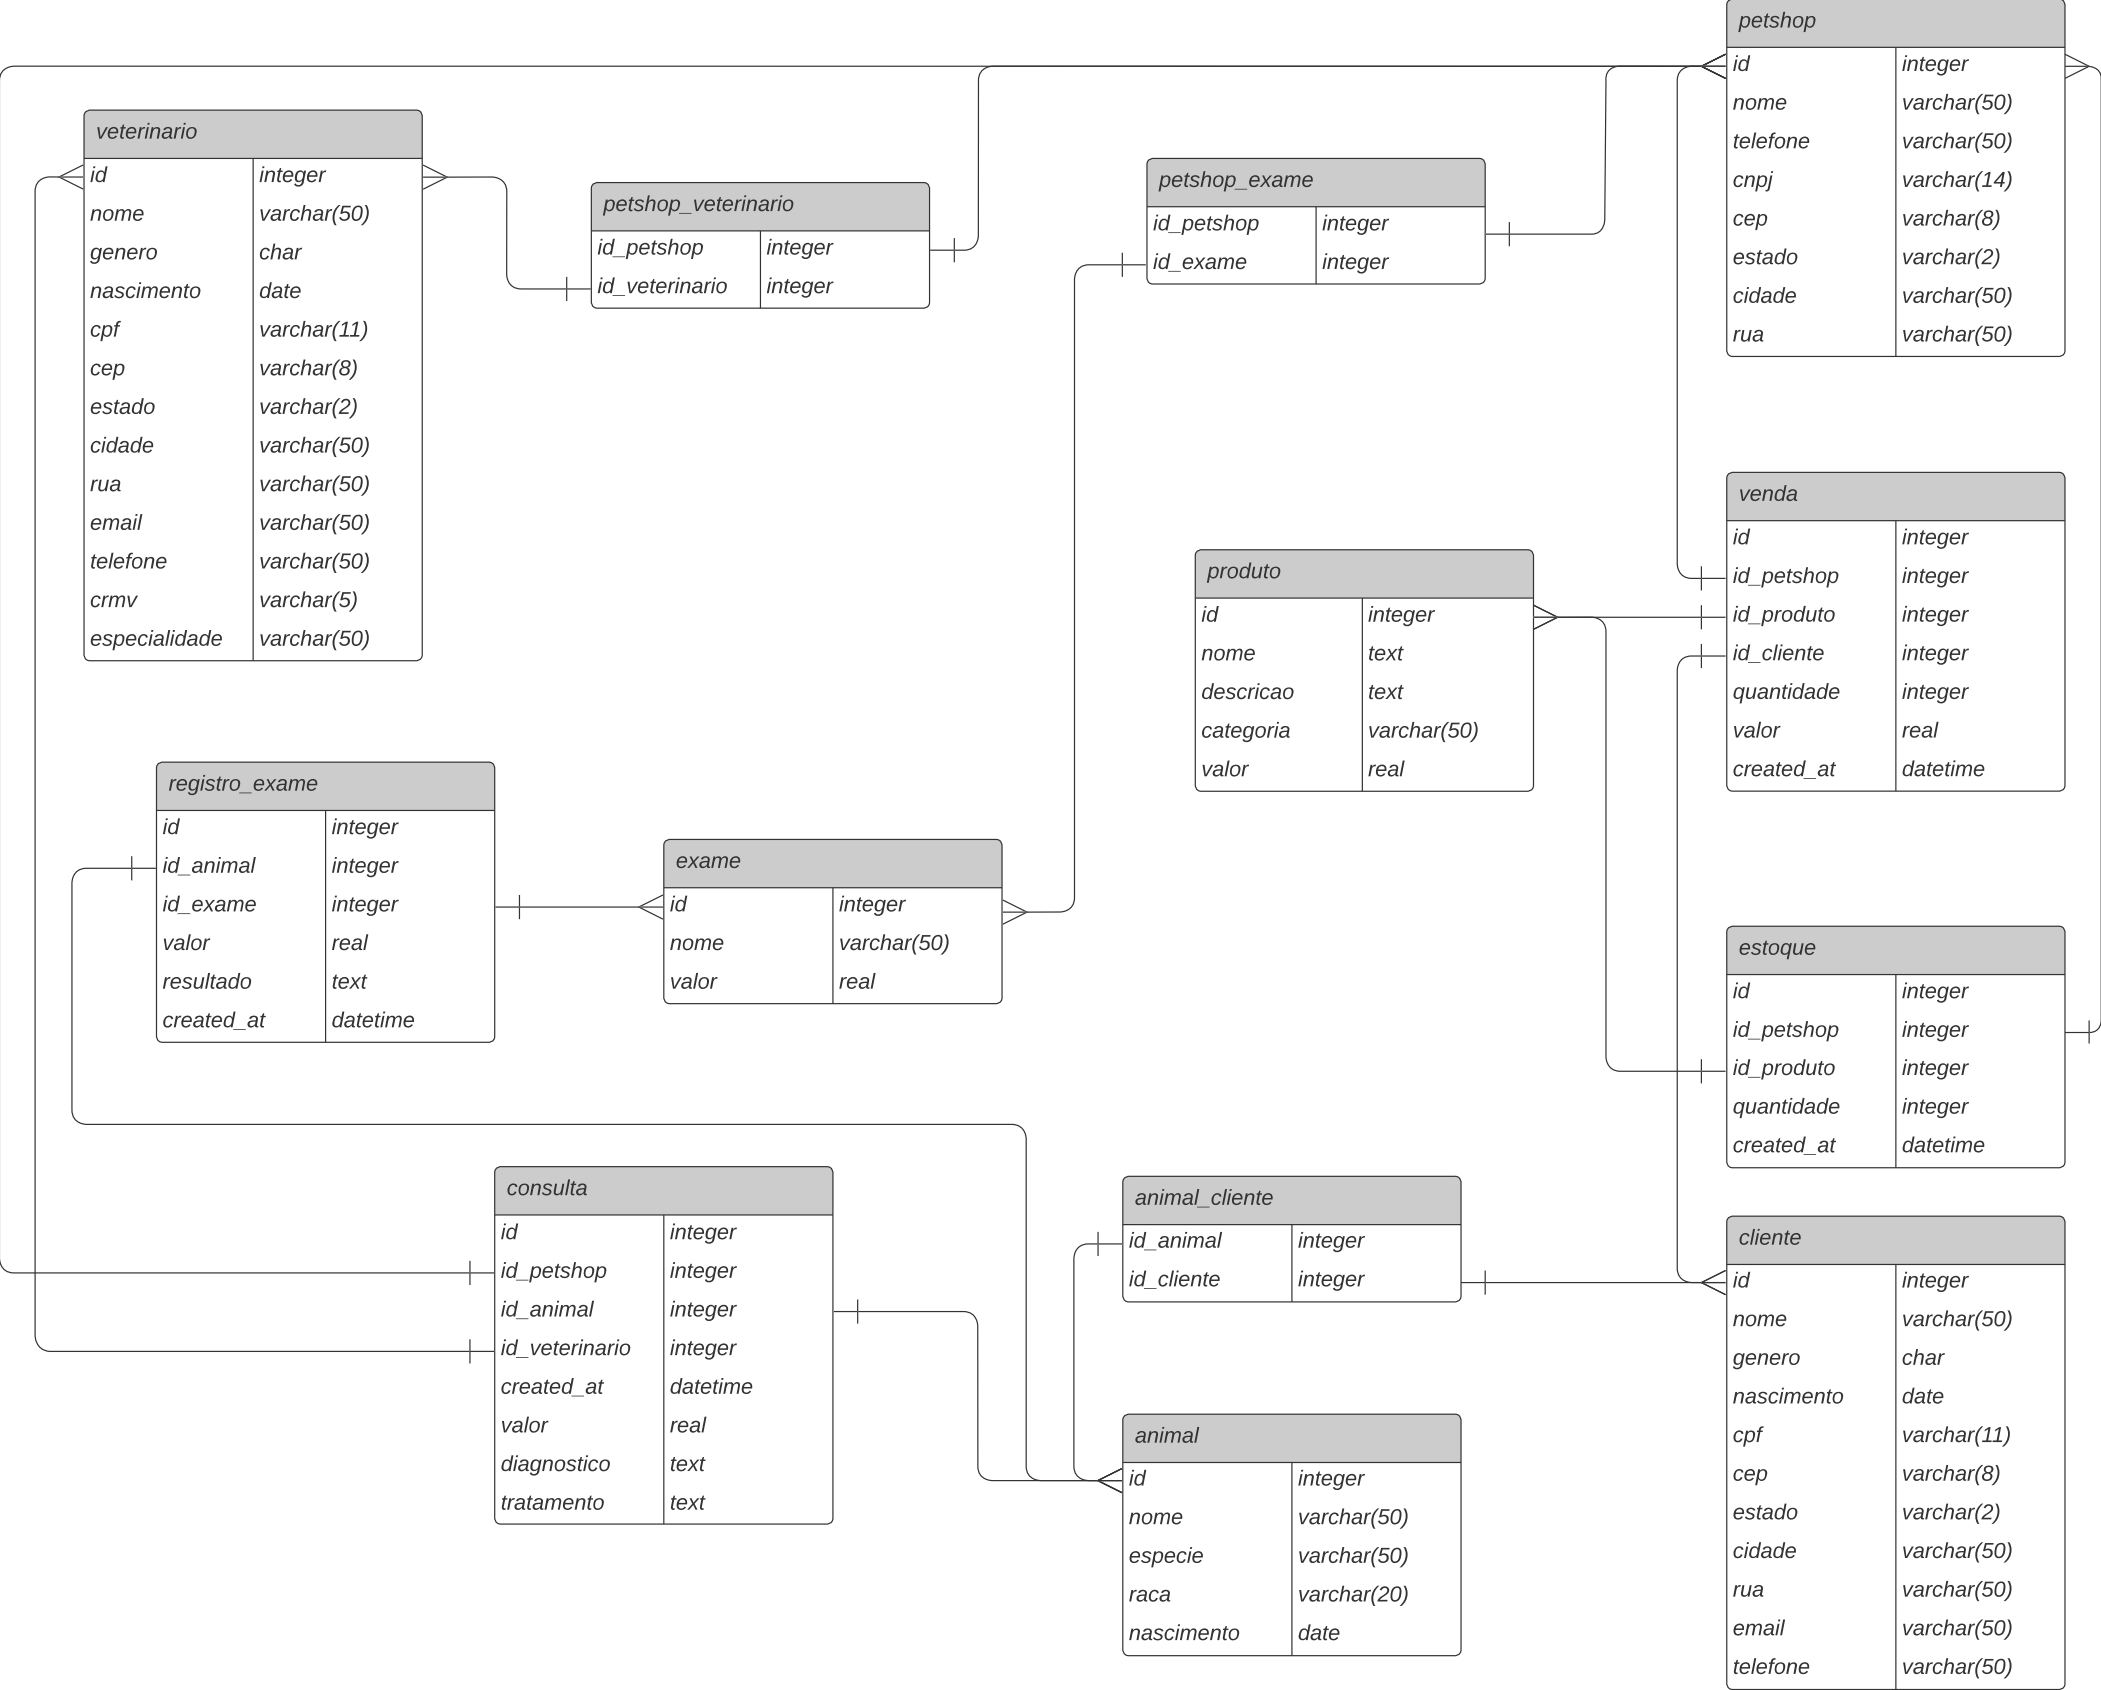 petshop
id integer
nome varchar(50)
telefone varchar(50)
cnpj varchar(14)
cep varchar(8)
estado varchar(2)
cidade varchar(50)
rua varchar(50)
veterinario
id integer
nome varchar(50)
genero char
nascimento date
cpf varchar(11)
cep varchar(8)
estado varchar(2)
cidade varchar(50)
rua varchar(50)
email varchar(50)
telefone varchar(50)
crmv varchar(5)
especialidade varchar(50)
petshop_veterinario
id_petshop integer
id_veterinario integer
petshop_exame
id_petshop integer
id_exame integer
venda
id integer
id_petshop integer
id_produto integer
id_cliente integer
quantidade integer
valor real
created_at datetime
produto
id integer
nome text
descricao text
categoria varchar(50)
valor real
registro_exame
id integer
id_animal integer
id_exame integer
valor real
resultado text
created_at datetime
exame
id integer
nome varchar(50)
valor real
estoque
id integer
id_petshop integer
id_produto integer
quantidade integer
created_at datetime
consulta
id integer
id_petshop integer
id_animal integer
id_veterinario integer
created_at datetime
valor real
diagnostico text
tratamento text
animal_cliente
id_animal integer
id_cliente integer
cliente
id integer
nome varchar(50)
genero char
nascimento date
cpf varchar(11)
cep varchar(8)
estado varchar(2)
cidade varchar(50)
rua varchar(50)
email varchar(50)
telefone varchar(50)
animal
id integer
nome varchar(50)
especie varchar(50)
raca varchar(20)
nascimento date